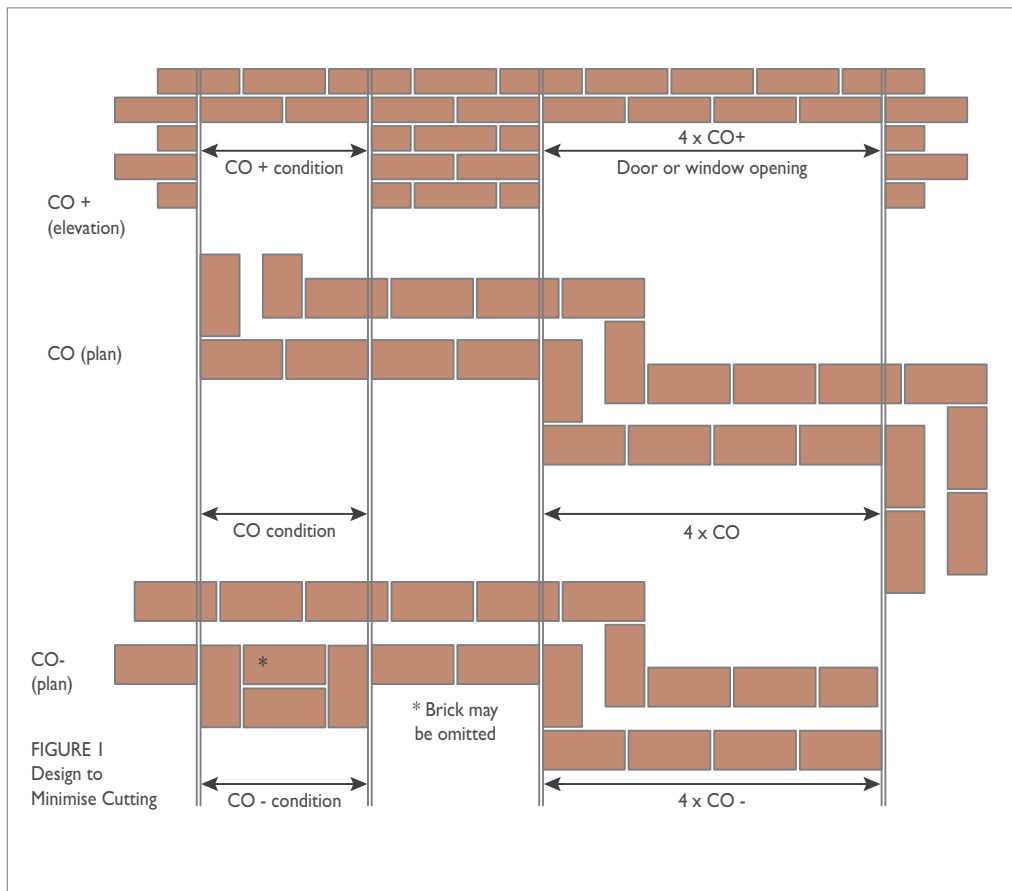 4 x CO+
CO + condition
Door or window opening
CO +
(elevation)
CO (plan)
CO condition
4 x CO
CO-
(plan)
*
* Brick may
be omitted
FIGURE 1
Design to
Minimise Cutting
CO - condition
4 x CO -